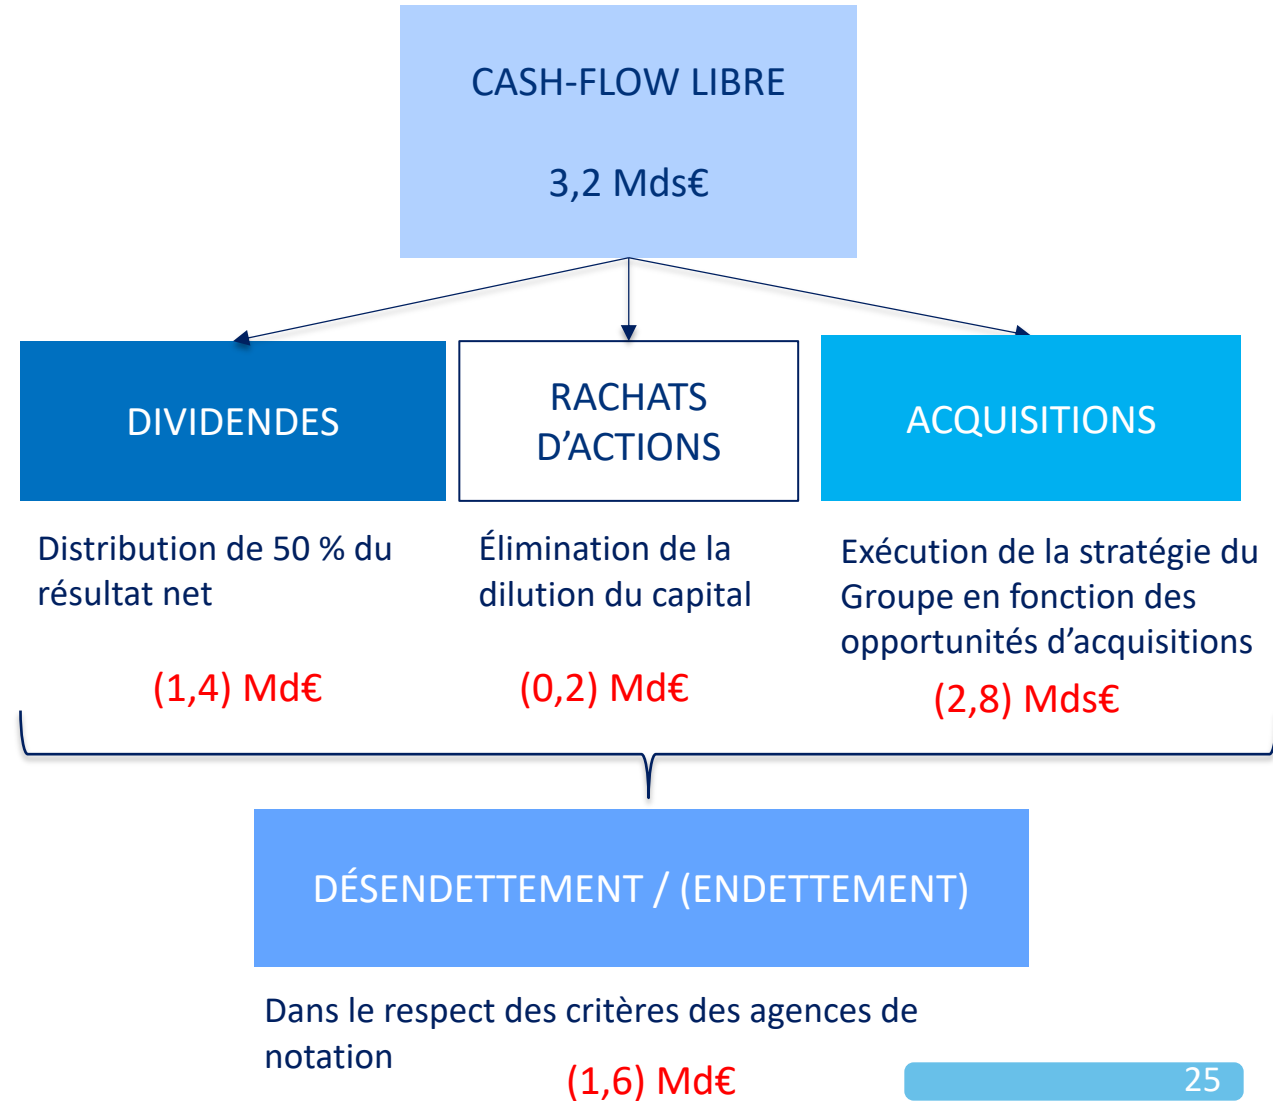 CASH-FLOW LIBRE
3,2 Mds€
DIVIDENDES
RACHATS
D’ACTIONS
ACQUISITIONS
Distribution de 50 % du
résultat net
(1,4) Md€
Élimination de la
dilution du capital
(0,2) Md€
Exécution de la stratégie du
Groupe en fonction des
opportunités d’acquisitions
(2,8) Mds€
DÉSENDETTEMENT / (ENDETTEMENT)
Dans le respect des critères des agences de
notation
(1,6) Md€
25